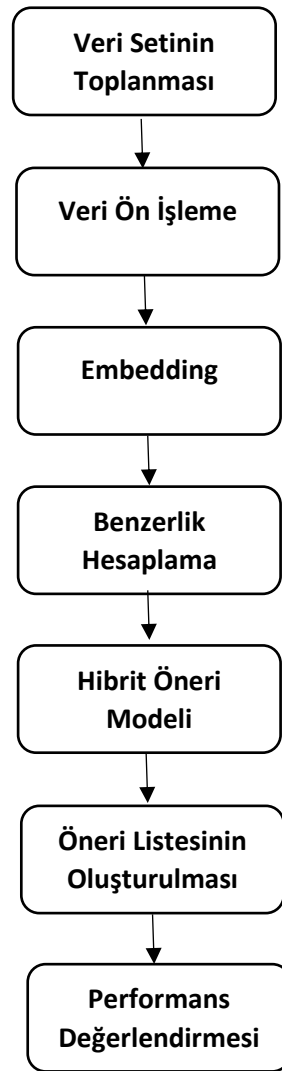 Veri Setinin
Toplanması
Veri Ön İşleme
Embedding
Benzerlik
Hesaplama
Hibrit Öneri
Modeli
Öneri Listesinin
Oluşturulması
Performans
Değerlendirmesi